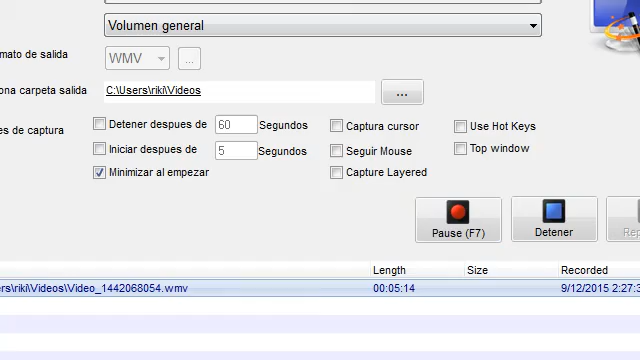 Volumen general
mato de salida
WMV
...
ona carpeta salida
C:\Users\riki\Videos
...
es de captura
Detener despues de 60 Segundos
Captura cursor
Use Hot Keys
Iniciar despues de 5 Segundos
Seguir Mouse
Top window
Minimizar al empezar
Capture Layered
Pause (F7)
Detener
Rep
Length Size Recorded
ers\riki\Videos\Video_1442068054.wmv 00:05:14 9/12/2015 2:27:3